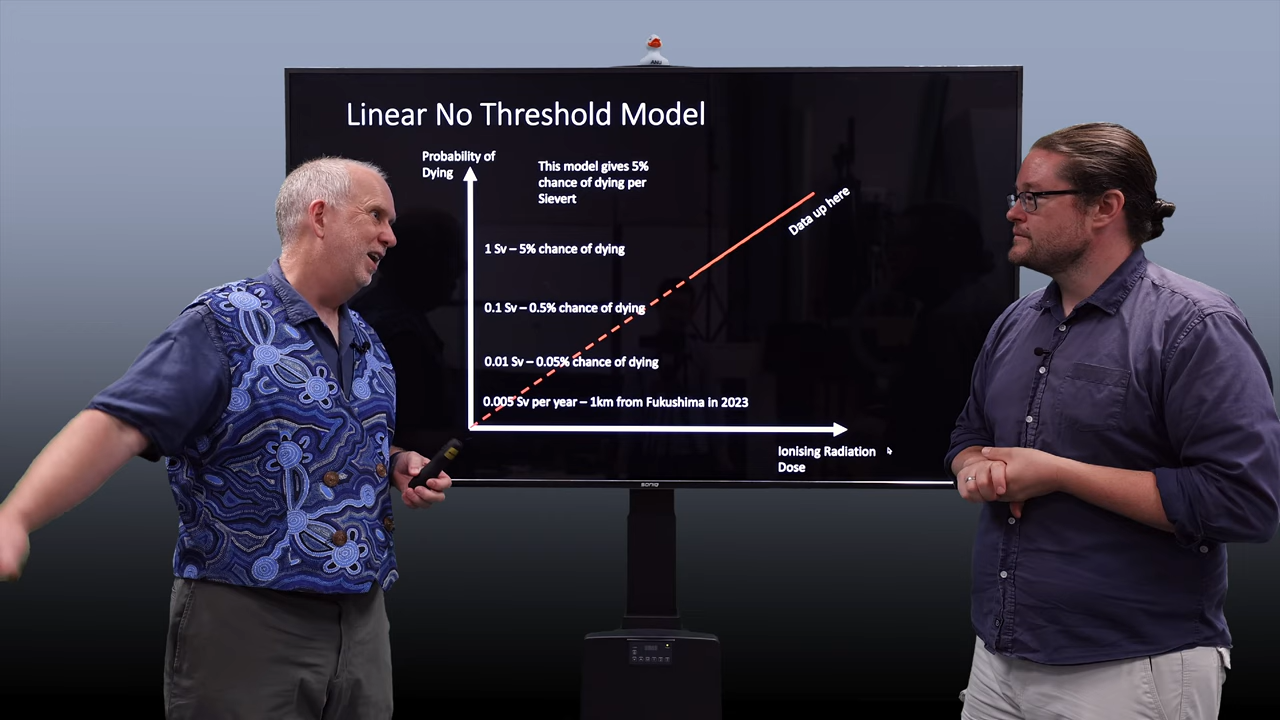 ANU
Linear No Threshold Model
Probability of
Dying
This model gives 5%
chance of dying per
Sievert
Data up here
1 Sv – 5% chance of dying
0.1 Sv – 0.5% chance of dying
0.01 Sv – 0.05% chance of dying
0.005 Sv per year – 1km from Fukushima in 2023
Ionising Radiation
Dose
soniq